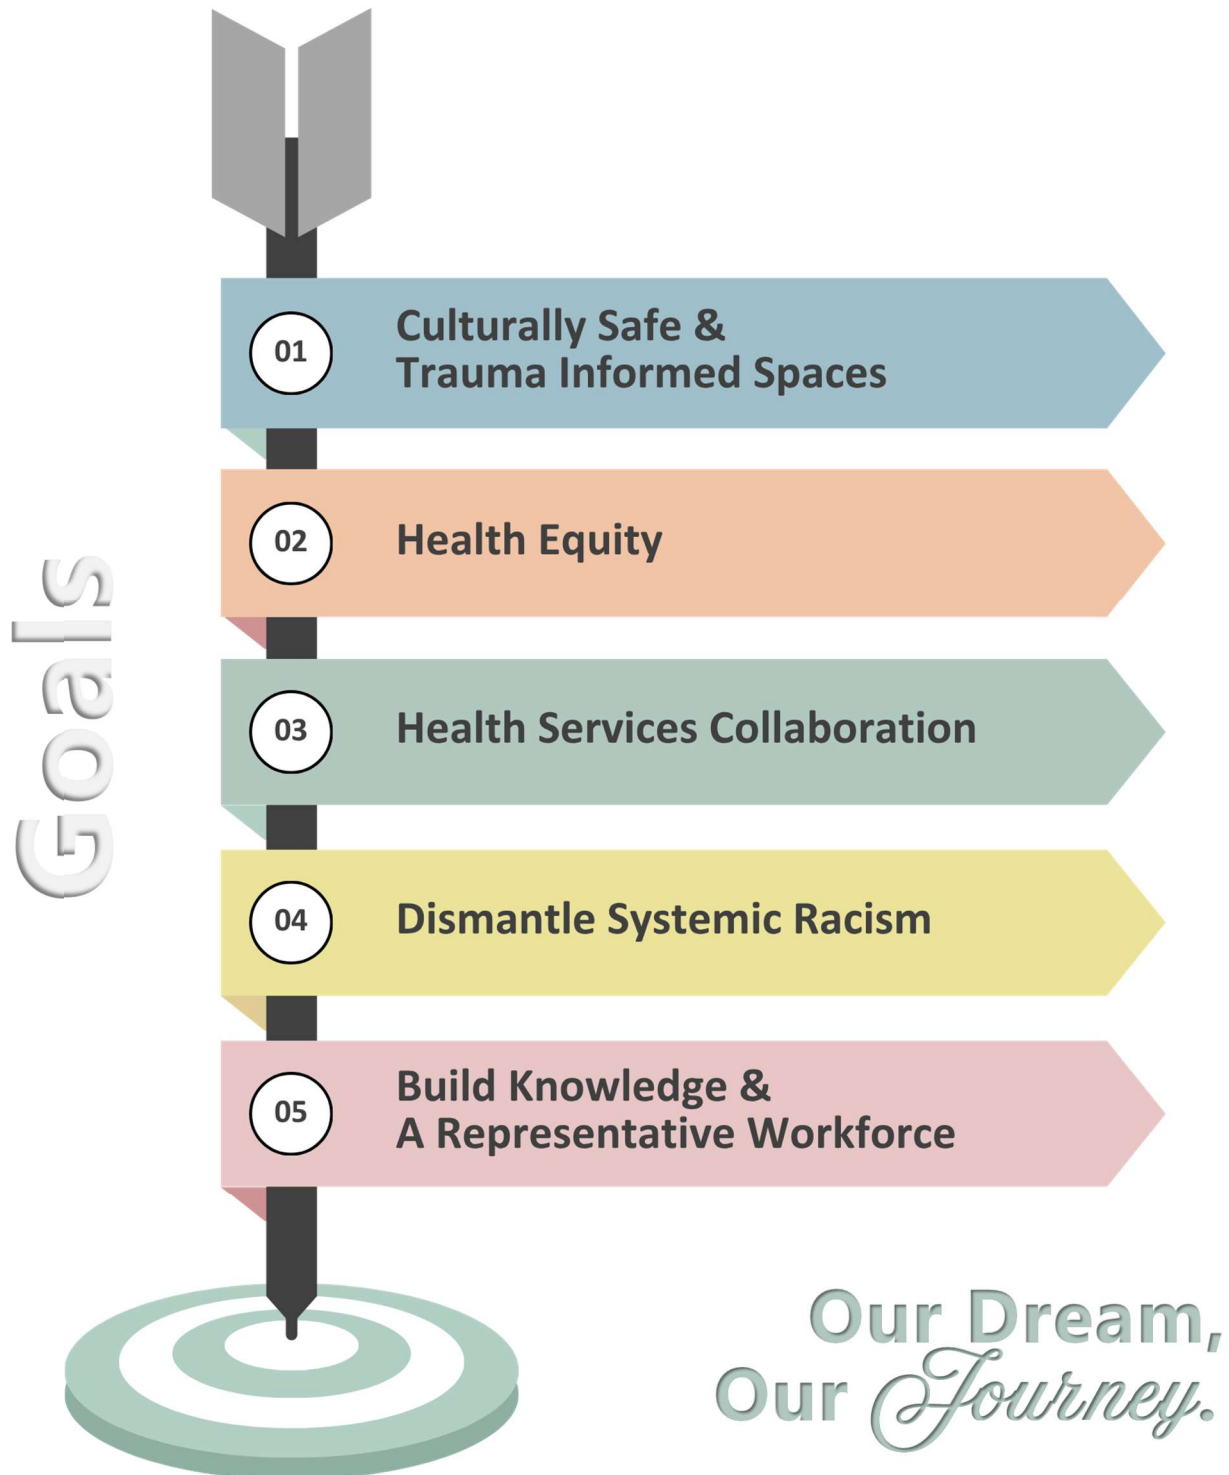 Goals
01
Culturally Safe &
Trauma Informed Spaces
02
Health Equity
03
Health Services Collaboration
04
Dismantle Systemic Racism
05
Build Knowledge &
A Representative Workforce
Our Dream,
Our Journey.